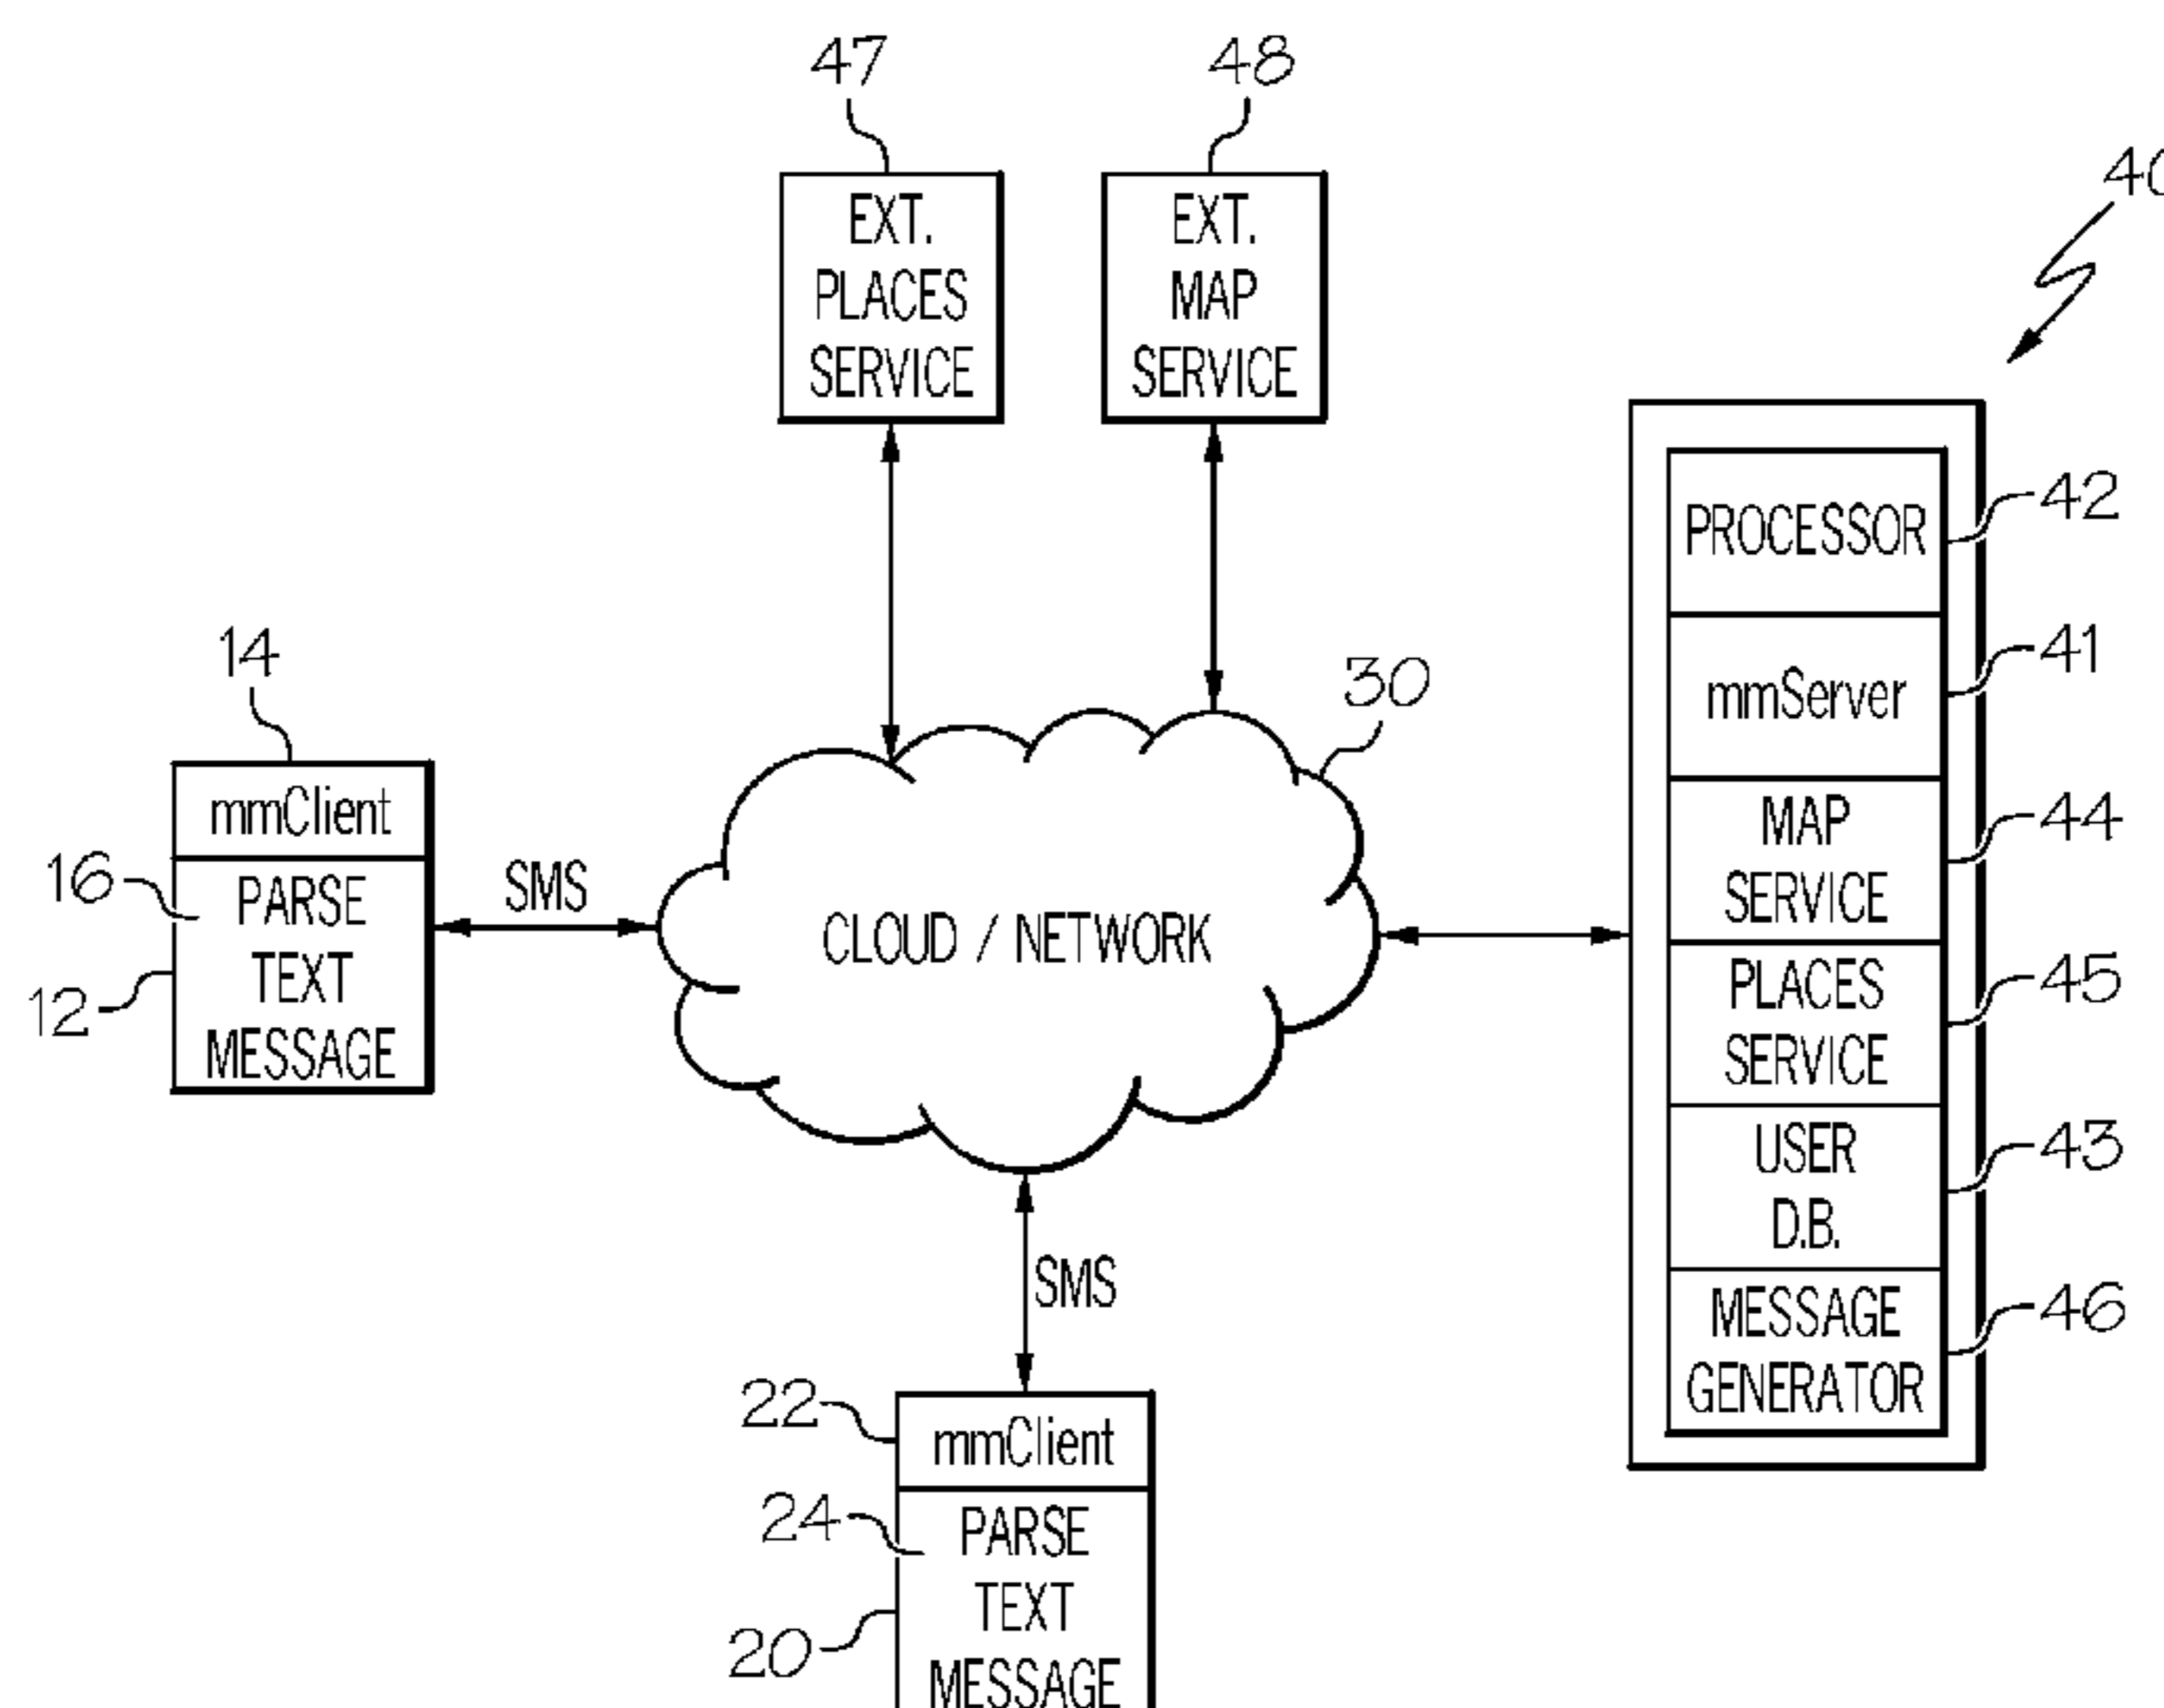 47
48
EXT.
PLACES
SERVICE
EXT.
MAP
SERVICE
PROCESSOR
42
mmServer
41
MAP
SERVICE
44
PLACES
SERVICE
45
USER
D.B.
43
MESSAGE
GENERATOR
46
14
mmClient
16
PARSE
TEXT
MESSAGE
12
SMS
30
CLOUD / NETWORK
SMS
22
mmClient
24
PARSE
TEXT
MESSAGE
20